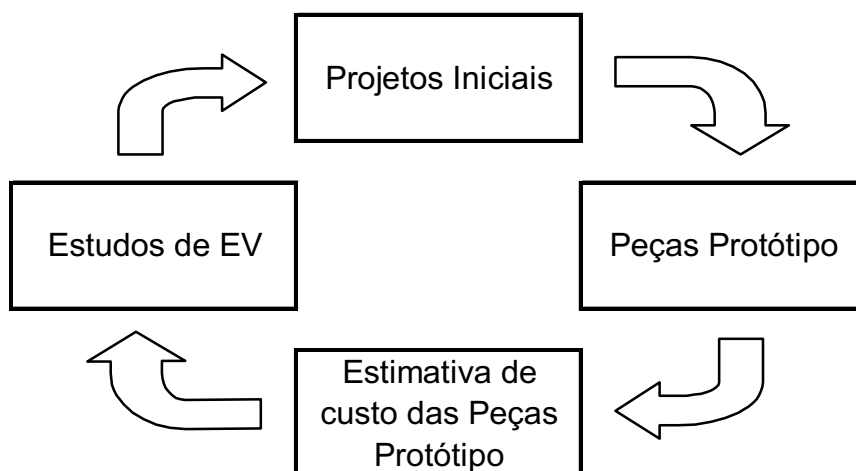 Projetos Iniciais
Estudos de EV
Peças Protótipo
Estimativa de
custo das Peças
Protótipo